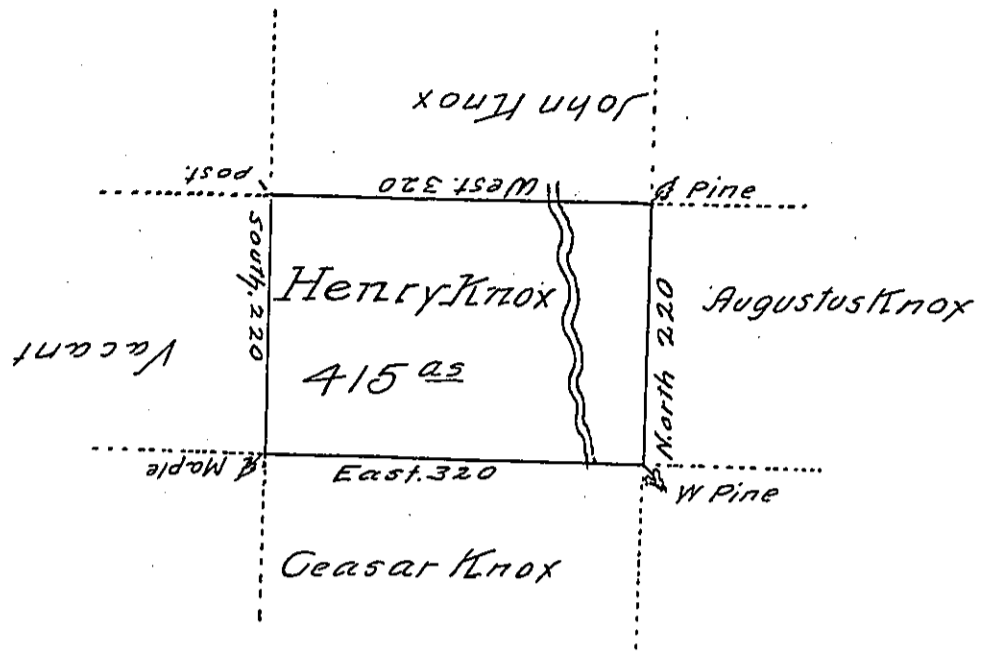 John Knox
post.
West.320
B Pine
South.220
Henry Knox
North 220
Augustus Knox
Vacant
415 as
Maple
East.320
W Pine
Ceasar Knox